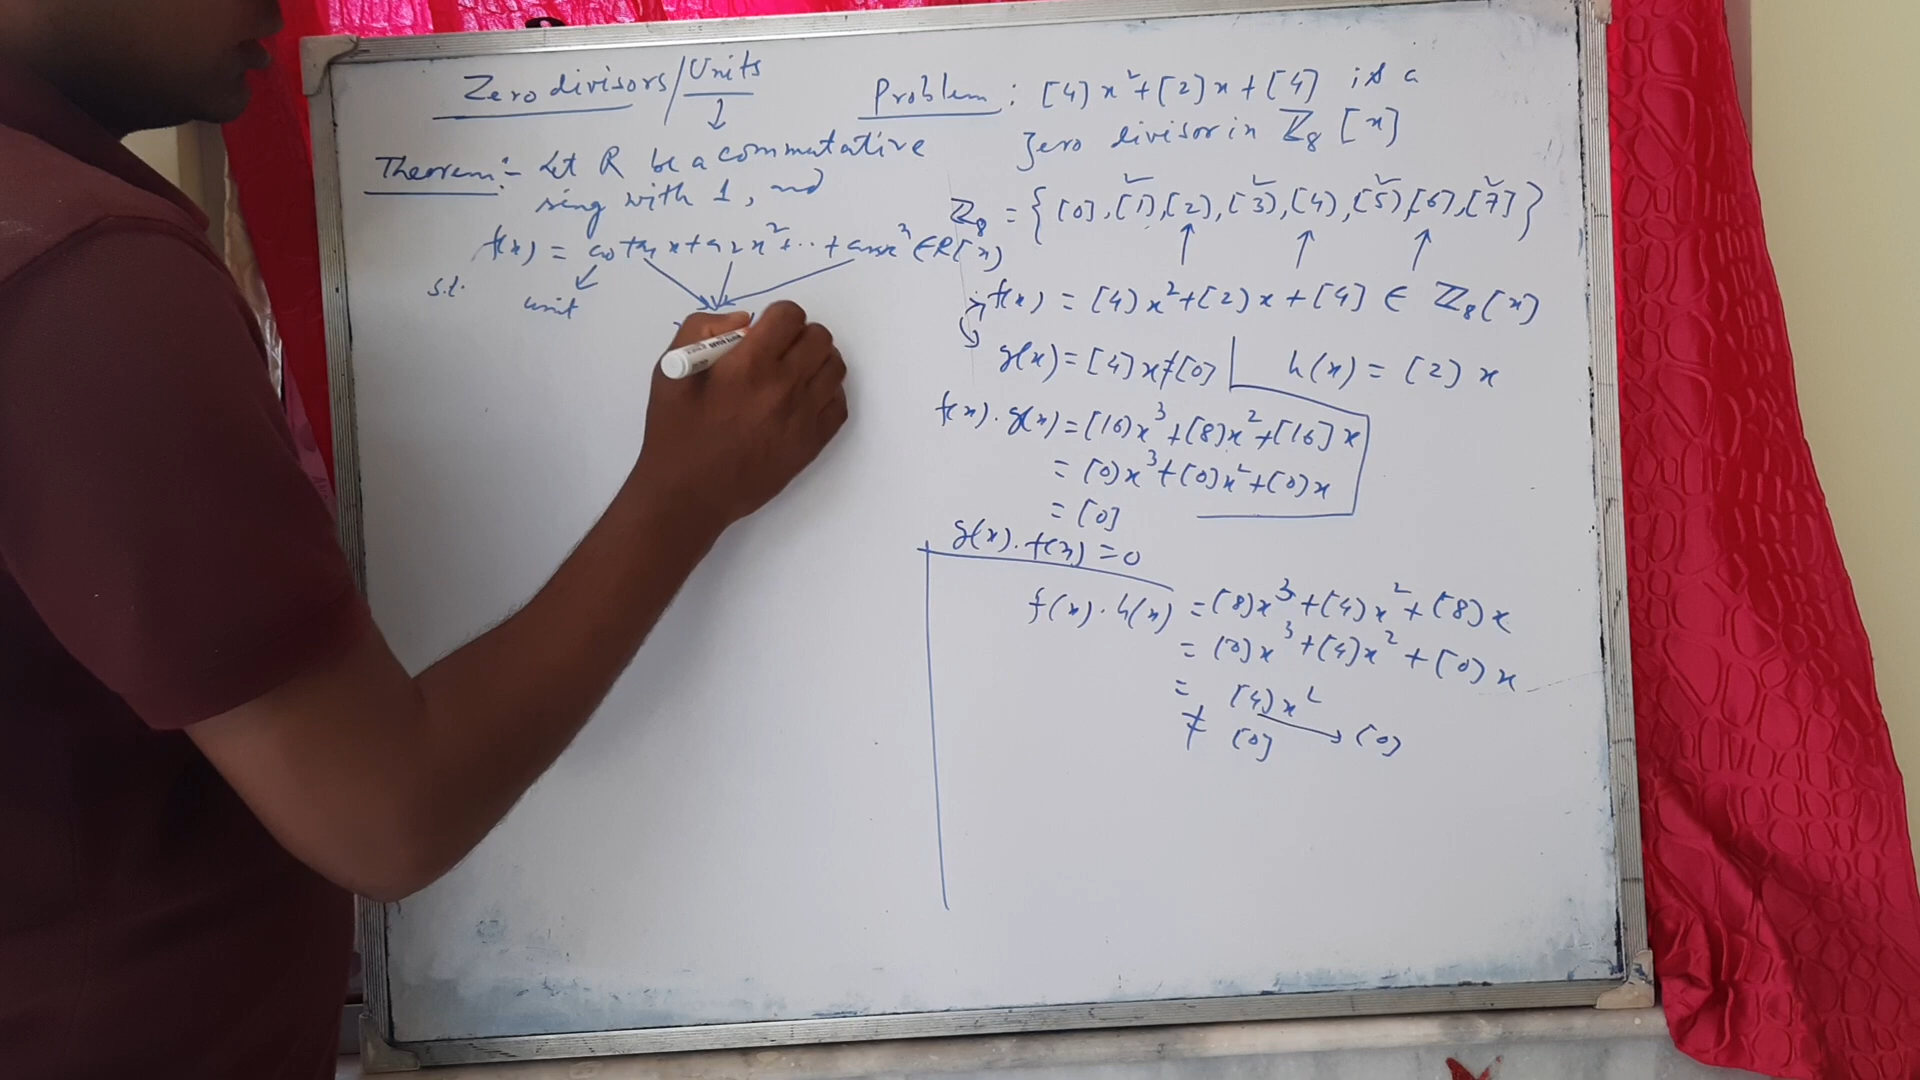 Zero divisors/Units
↓
Theorem:- Let R be a commutative
ring with 1, and
f(x) = a₀+a₁x+a₂x²+..+aₙxⁿ ∈ R[x]
s.t. unit
Problem: [4]x²+[2]x+[4] is a
zero divisor in ℤ₈[x]
ℤ₈ = {[0],[1],[2],[3],[4],[5],[6],[7]}
f(x) = [4]x²+[2]x+[4] ∈ ℤ₈[x]
g(x)=[4]x≠[0] | h(x) = [2]x
f(x).g(x)=[16]x³+[8]x²+[16]x
= [0]x³+[0]x²+[0]x
= [0]
g(x).f(x)=0
f(x).h(x) =[8]x³+[4]x²+[8]x
= [0]x³+[4]x²+[0]x
= [4]x²
≠ [0] → [0]